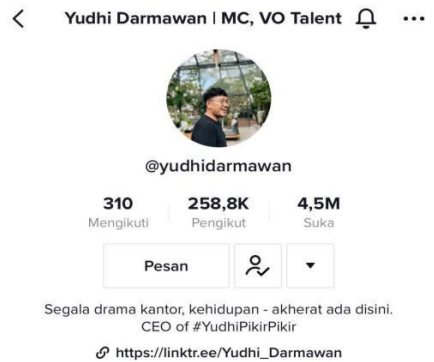 Yudhi Darmawan | MC, VO Talent
@yudhidarmawan
310 258,8K 4,5M
Mengikuti Pengikut Suka
Pesan
Segala drama kantor, kehidupan - akherat ada disini.
CEO of #YudhiPikirPikir
https://linktr.ee/Yudhi_Darmawan